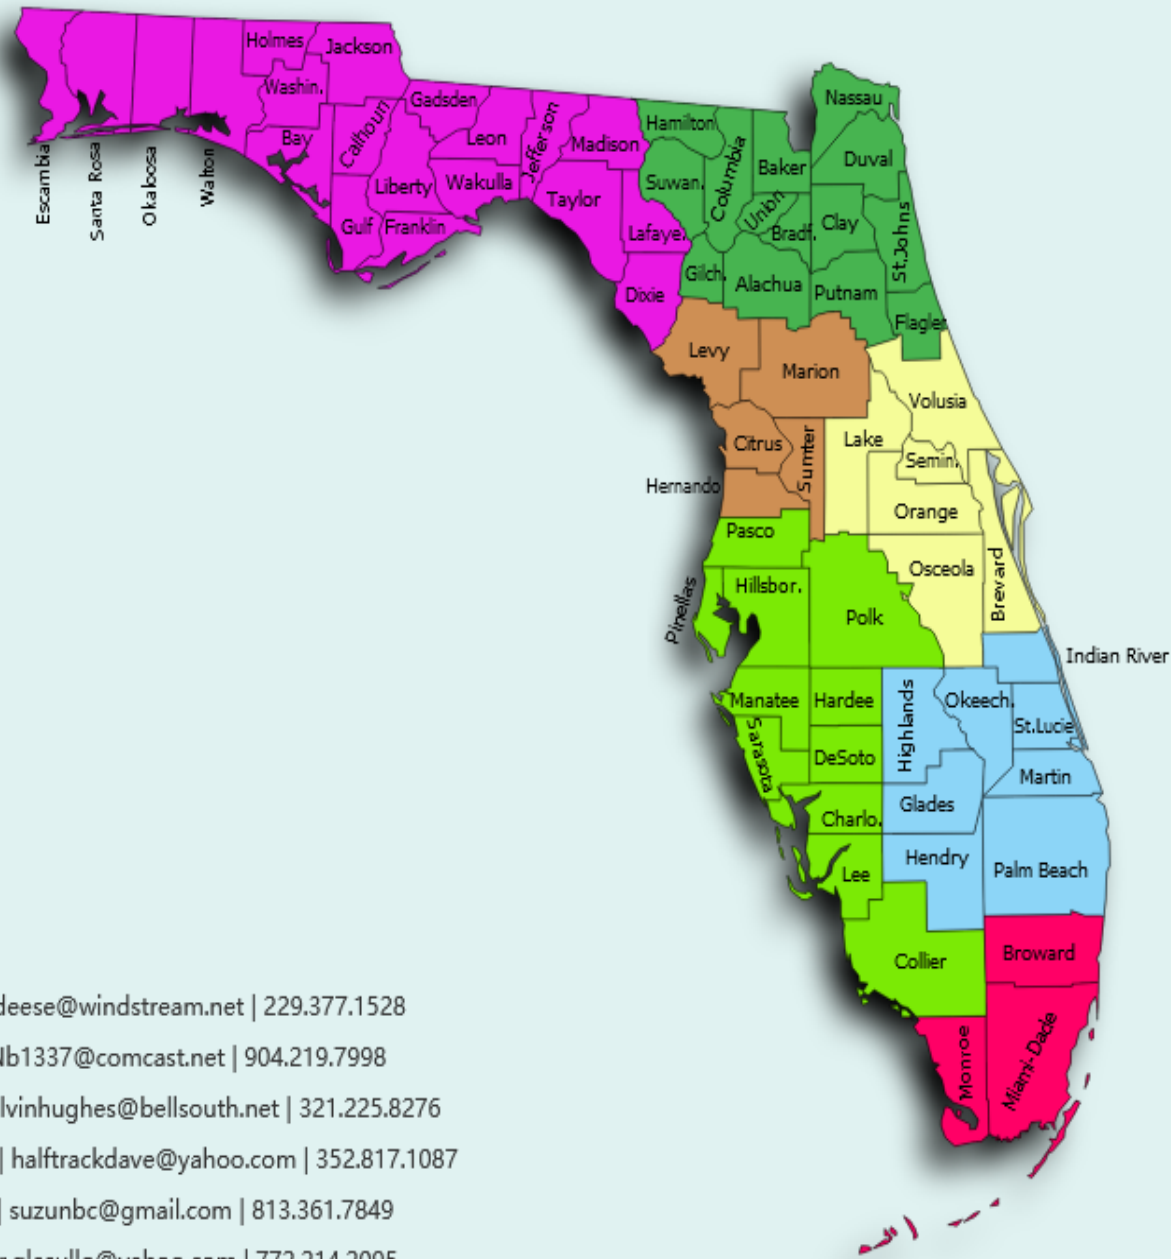 Holmes
Jackson
Washin.
Gadsden
Nassau
Calhoun
Bay
Leon
Jefferson
Madison
Hamilton
Columbia
Baker
Duval
Escambia
Santa Rosa
Okaloosa
Walton
Liberty
Wakulla
Taylor
Suwan.
Union
Bradf.
Clay
St.Johns
Gulf
Franklin
Lafaye.
Dixie
Gilch.
Alachua
Putnam
Flagler
Levy
Marion
Volusia
Citrus
Sumter
Lake
Semin.
Hernando
Orange
Pasco
Osceola
Brevard
Pinellas
Hillsbor.
Polk
Indian River
Manatee
Hardee
Highlands
Okeech.
St.Lucie
Sarasota
DeSoto
Martin
Glades
Charlo.
Hendry
Lee
Palm Beach
Collier
Broward
Monroe
Miami-Dade
deese@windstream.net | 229.377.1528
Nb1337@comcast.net | 904.219.7998
lvinhughes@bellsouth.net | 321.225.8276
| halftrackdave@yahoo.com | 352.817.1087
| suzunbc@gmail.com | 813.361.7849